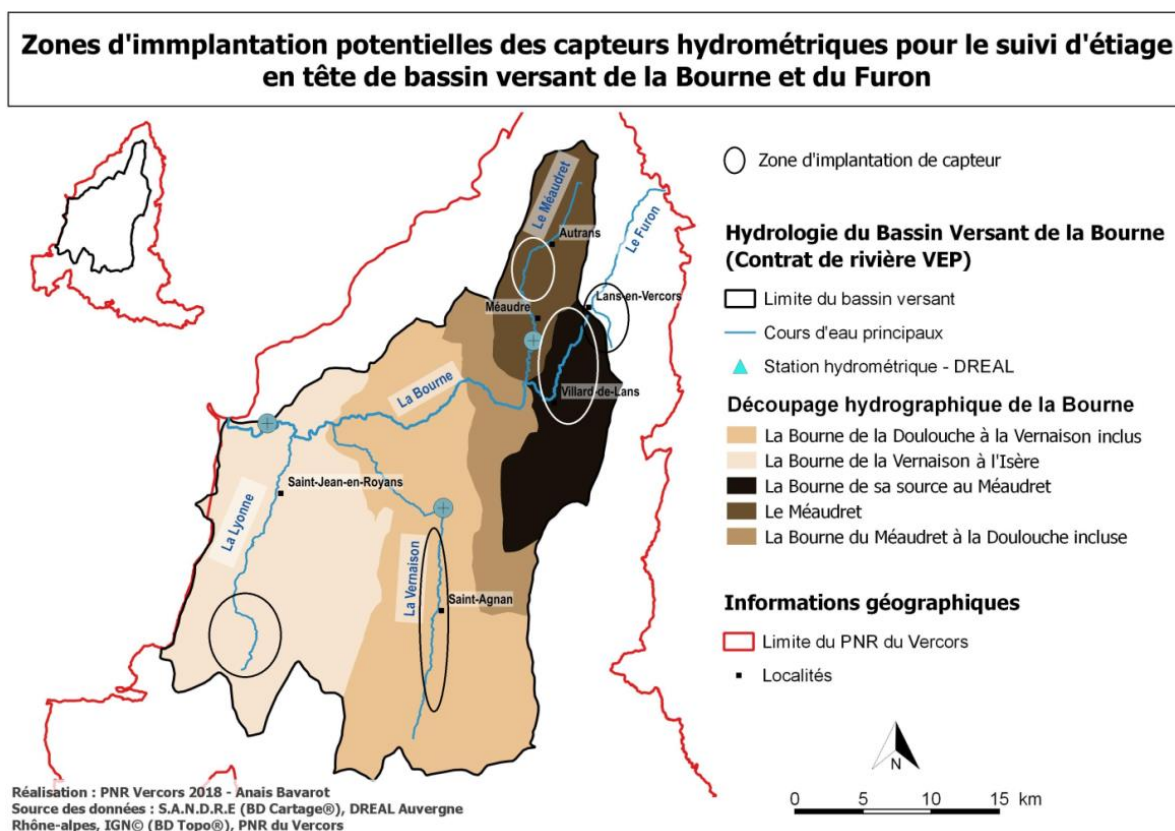 Zones d'immplantation potentielles des capteurs hydrométriques pour le suivi d'étiage
en tête de bassin versant de la Bourne et du Furon
Zone d'implantation de capteur
Hydrologie du Bassin Versant de la Bourne
(Contrat de rivière VEP)
Limite du bassin versant
Cours d'eau principaux
Station hydrométrique - DREAL
Découpage hydrographique de la Bourne
La Bourne de la Doulouche à la Vernaison inclus
La Bourne de la Vernaison à l'Isère
La Bourne de sa source au Méaudret
Le Méaudret
La Bourne du Méaudret à la Doulouche incluse
Informations géographiques
Limite du PNR du Vercors
Localités
N
0 5 10 15 km
Le Méaudret
Autrans
Le Furon
Lans-en-Vercors
Méaudre
La Bourne
Villard-de-Lans
Saint-Jean-en-Royans
La Lyonne
La Vernaison
Saint-Agnan
Réalisation : PNR Vercors 2018 - Anais Bavarot
Source des données : S.A.N.D.R.E (BD Cartage®), DREAL Auvergne
Rhône-alpes, IGN© (BD Topo®), PNR du Vercors